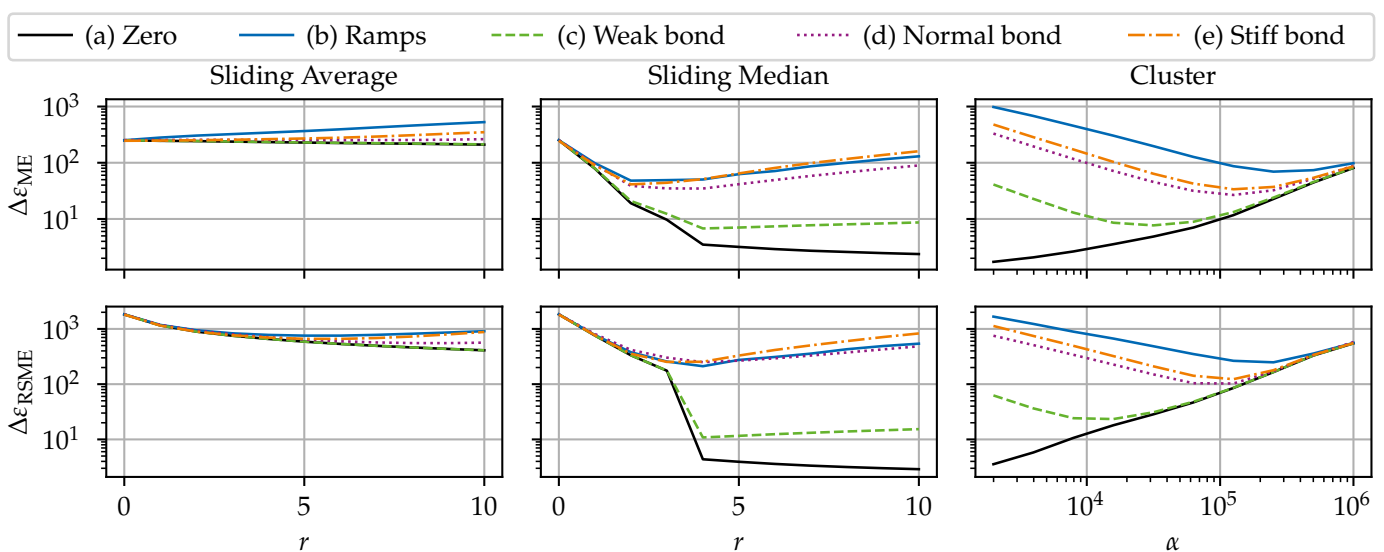 (a) Zero (b) Ramps (c) Weak bond (d) Normal bond (e) Stiff bond
Sliding Average Sliding Median Cluster
10³
10²
10¹
Δε_ME
10³
10²
10¹
Δε_RSME
0 5 10 0 5 10 10⁴ 10⁵ 10⁶
r r α